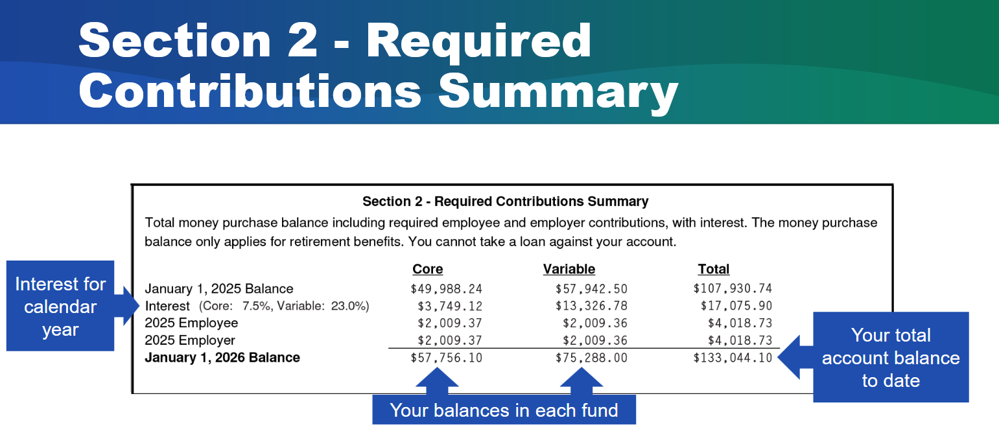 Section 2 - Required
Contributions Summary
Section 2 - Required Contributions Summary
Total money purchase balance including required employee and employer contributions, with interest. The money purchase
balance only applies for retirement benefits. You cannot take a loan against your account.
Core Variable Total
January 1, 2025 Balance $49,988.24 $57,942.50 $107,930.74
Interest (Core: 7.5%, Variable: 23.0%) $3,749.12 $13,326.78 $17,075.90
2025 Employee $2,009.37 $2,009.36 $4,018.73
2025 Employer $2,009.37 $2,009.36 $4,018.73
January 1, 2026 Balance $57,756.10 $75,288.00 $133,044.10
Interest for
calendar
year
Your total
account balance
to date
Your balances in each fund